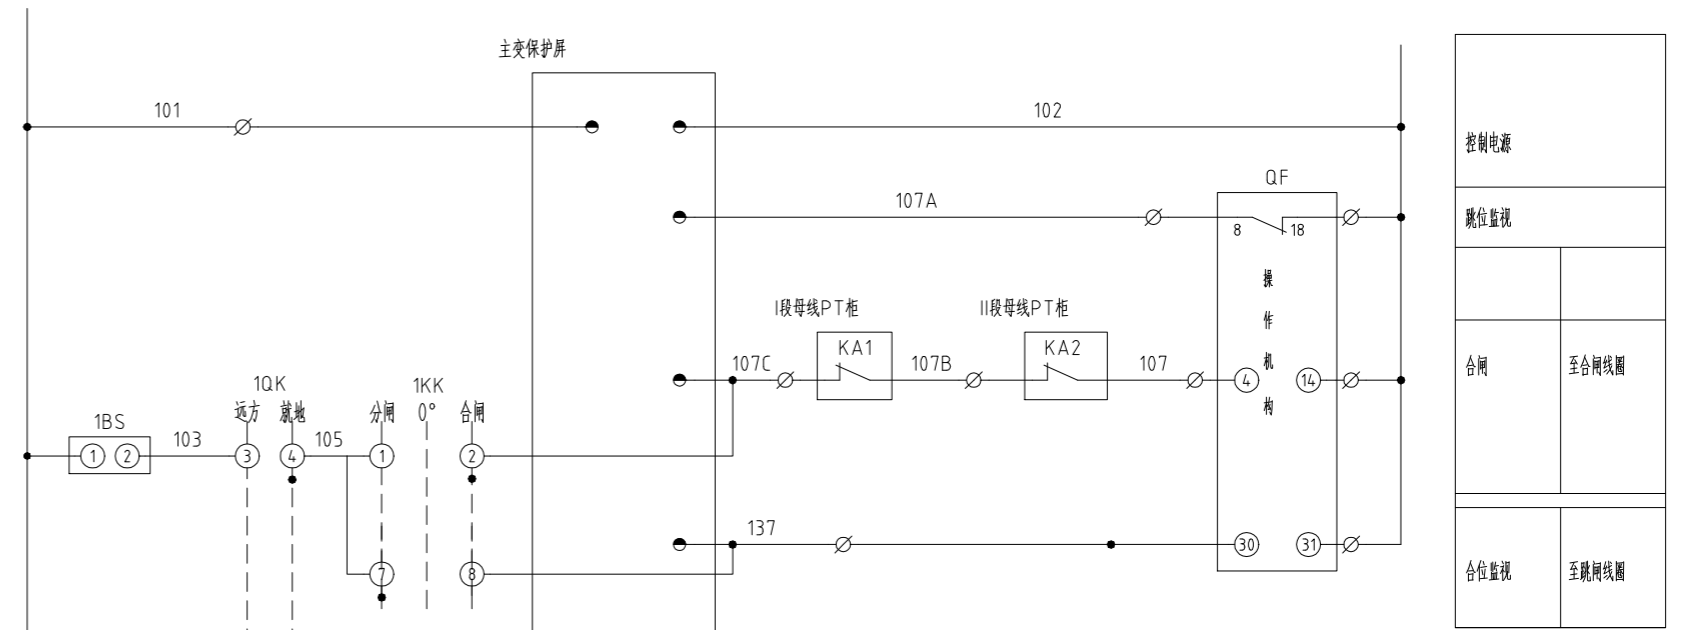 主变保护屏
101
102
控制电源
QF
107A
跳位监视
8
18
操作机构
I段母线PT柜
II段母线PT柜
KA1
KA2
107C
107B
107
4
14
合闸
至合闸线圈
1QK
1KK
远方
就地
分闸
0°
合闸
1BS
103
105
1
2
3
4
1
2
137
30
31
7
8
合位监视
至跳闸线圈